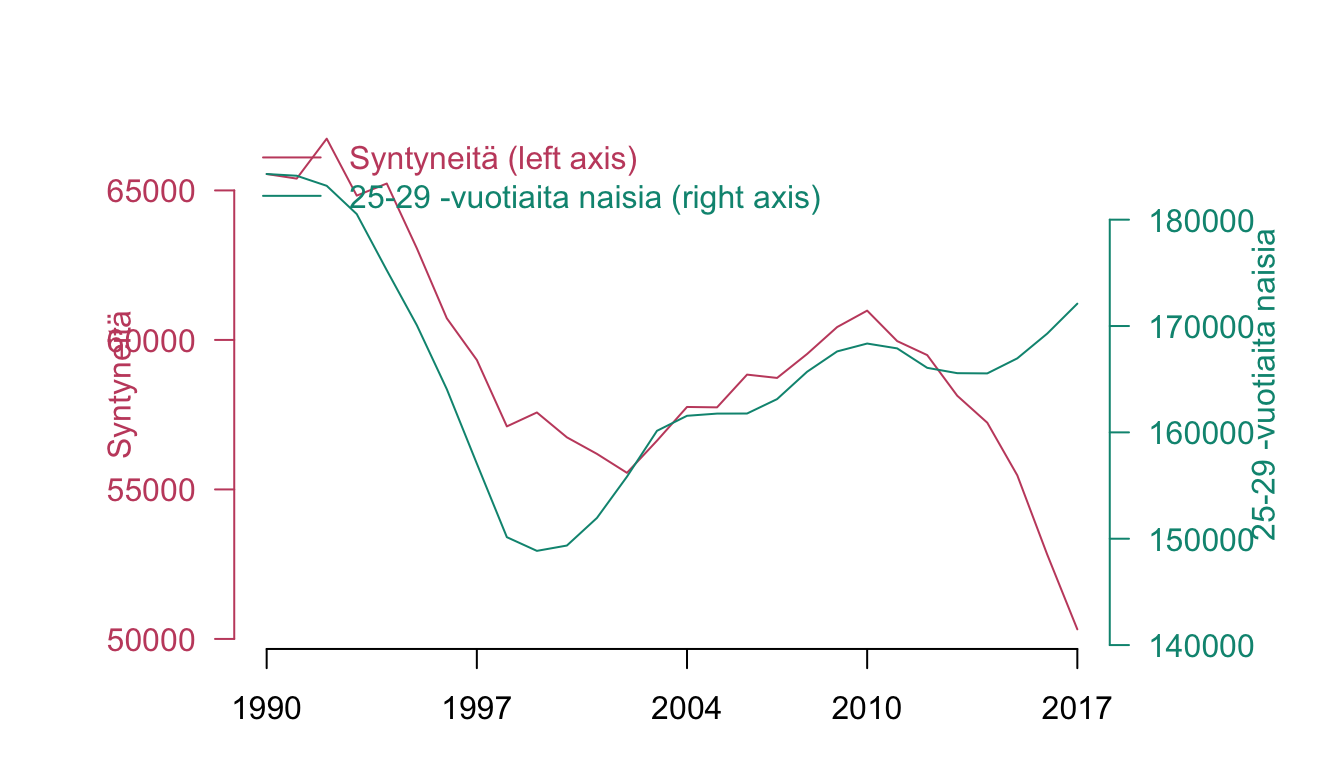 Syntyneitä (left axis)
25-29 -vuotiaita naisia (right axis)
Syntyneitä
65000
60000
55000
50000
180000
170000
160000
150000
140000
25-29 -vuotiaita naisia
1990 1997 2004 2010 2017